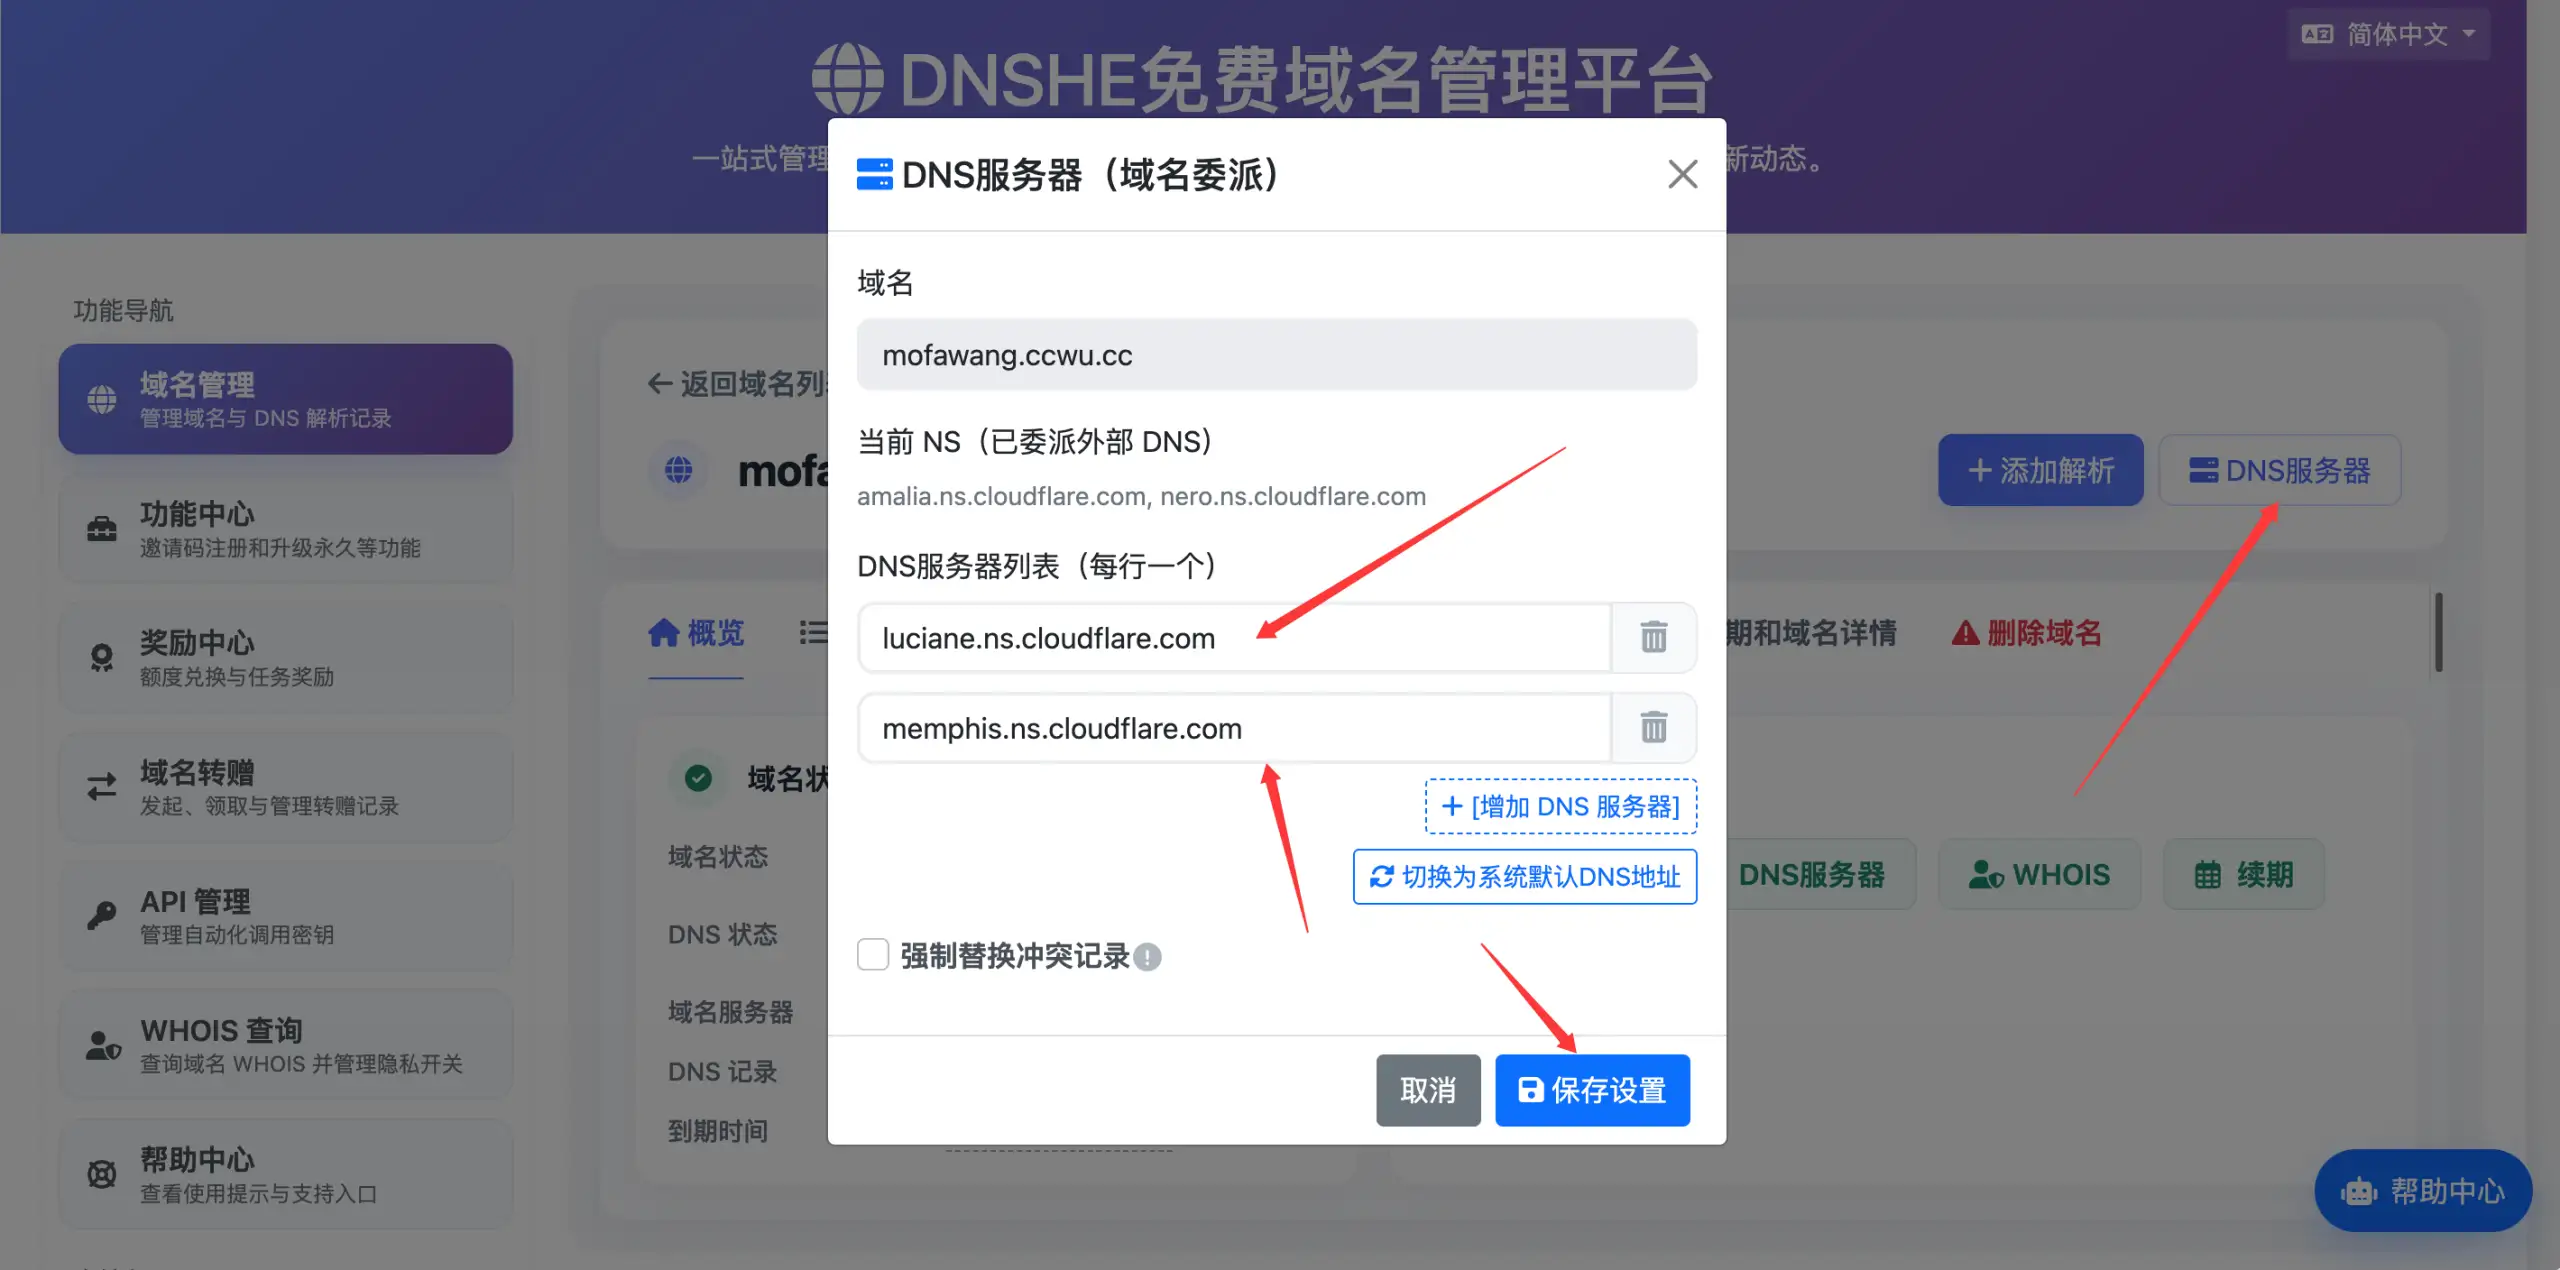 简体中文
DNSHE免费域名管理平台
一站式管理
新动态。
DNS服务器（域名委派）
域名
mofawang.ccwu.cc
当前 NS（已委派外部 DNS）
amalia.ns.cloudflare.com, nero.ns.cloudflare.com
DNS服务器列表（每行一个）
luciane.ns.cloudflare.com
memphis.ns.cloudflare.com
+ [增加 DNS 服务器]
切换为系统默认DNS地址
强制替换冲突记录
取消
保存设置
功能导航
域名管理
管理域名与 DNS 解析记录
功能中心
邀请码注册和升级永久等功能
奖励中心
额度兑换与任务奖励
域名转赠
发起、领取与管理转赠记录
API 管理
管理自动化调用密钥
WHOIS 查询
查询域名 WHOIS 并管理隐私开关
帮助中心
查看使用提示与支持入口
返回域名列
mofa
+ 添加解析
DNS服务器
概览
期和域名详情
删除域名
域名状
域名状态
DNS 状态
域名服务器
DNS 记录
到期时间
DNS服务器
WHOIS
续期
帮助中心